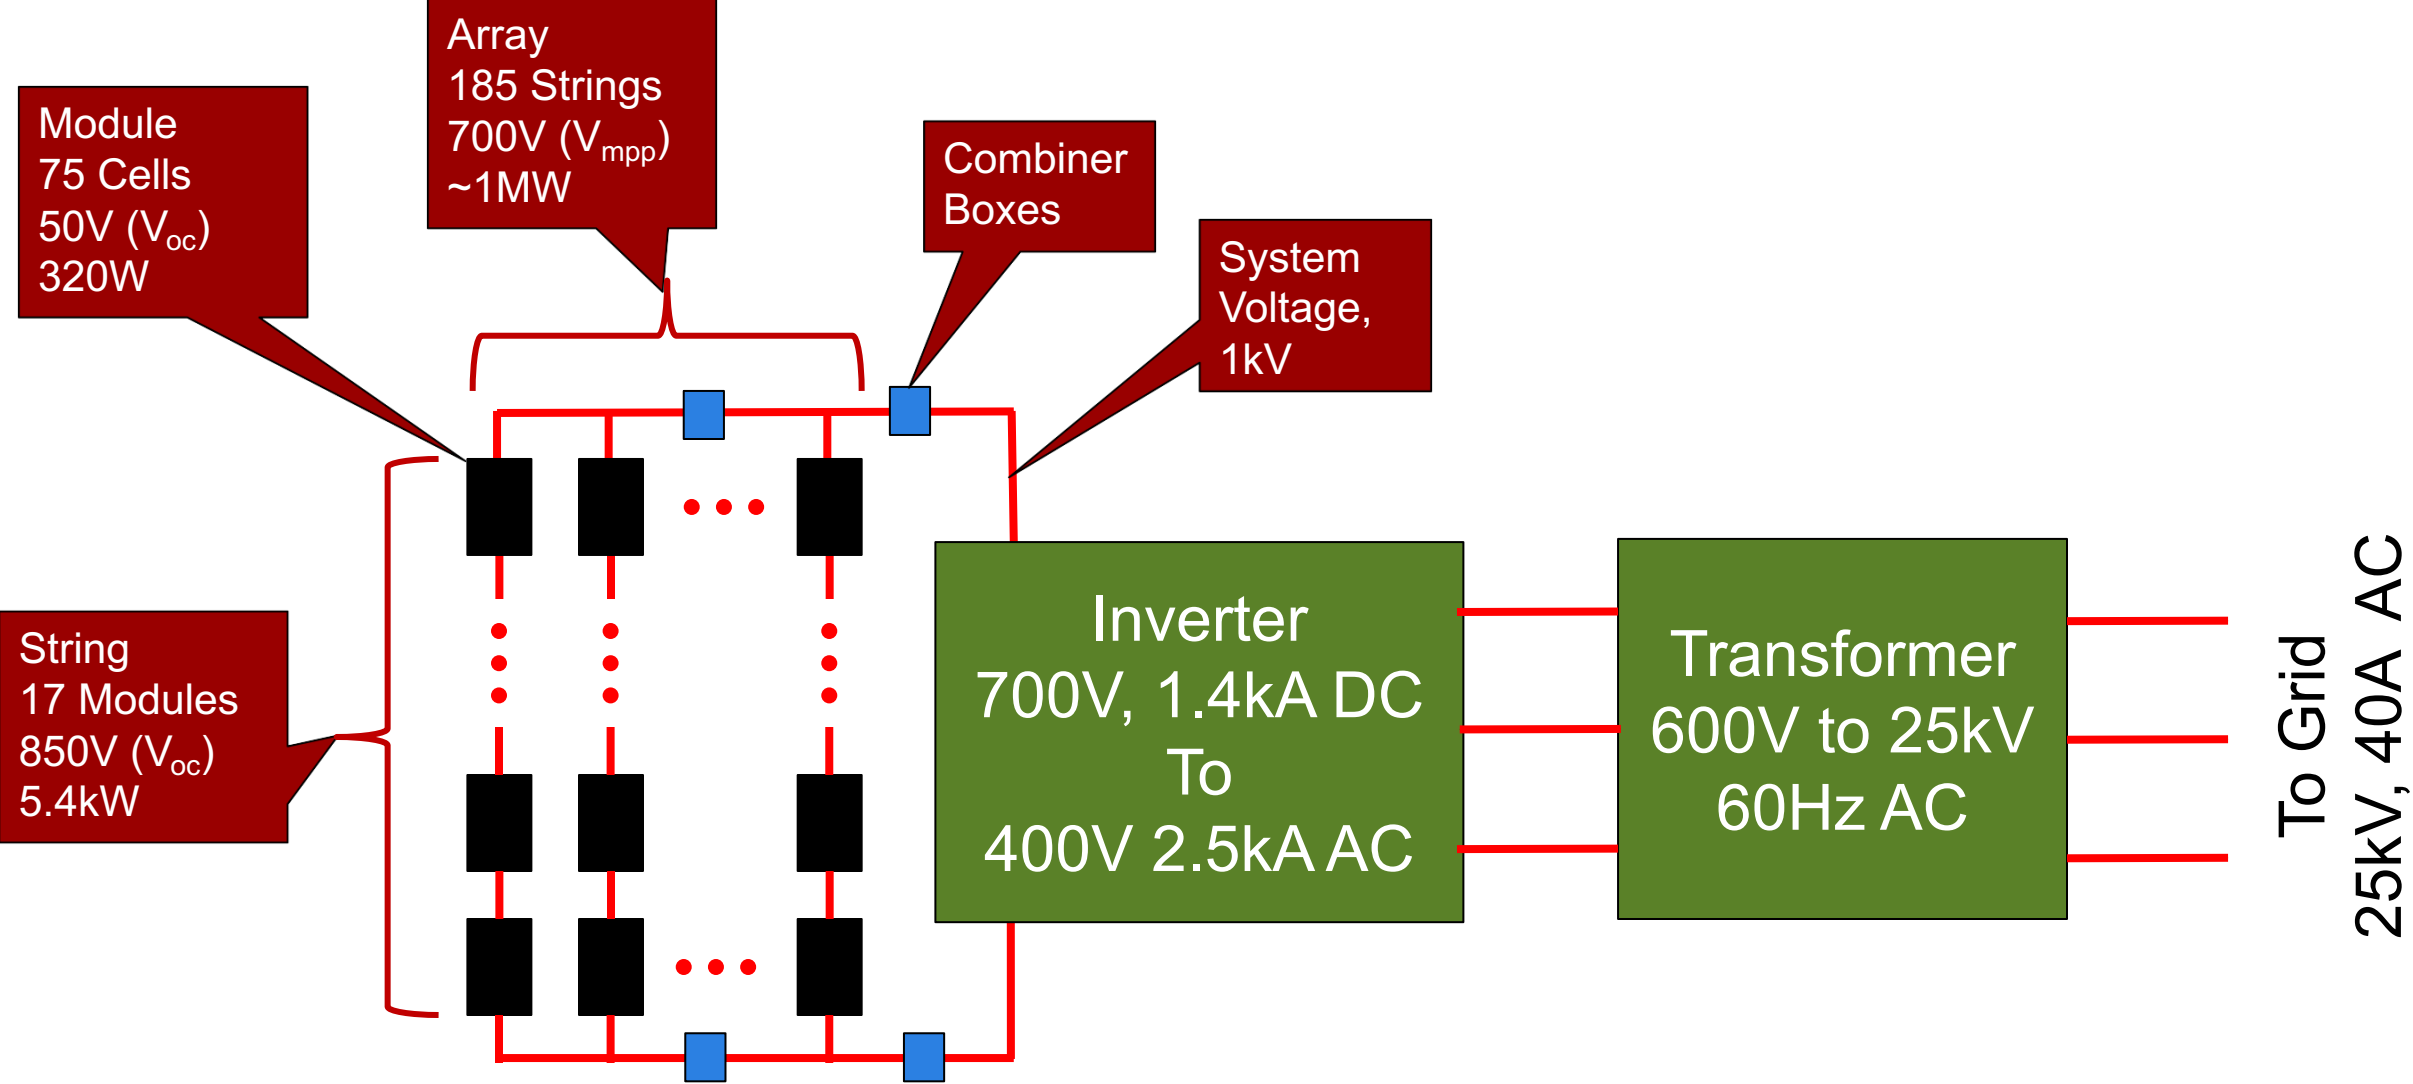 Array
185 Strings
700V (Vmpp)
~1MW
Module
75 Cells
50V (Voc)
320W
Combiner
Boxes
System
Voltage,
1kV
String
17 Modules
850V (Voc)
5.4kW
Inverter
700V, 1.4kA DC
To
400V 2.5kA AC
Transformer
600V to 25kV
60Hz AC
To Grid
25kV, 40A  AC